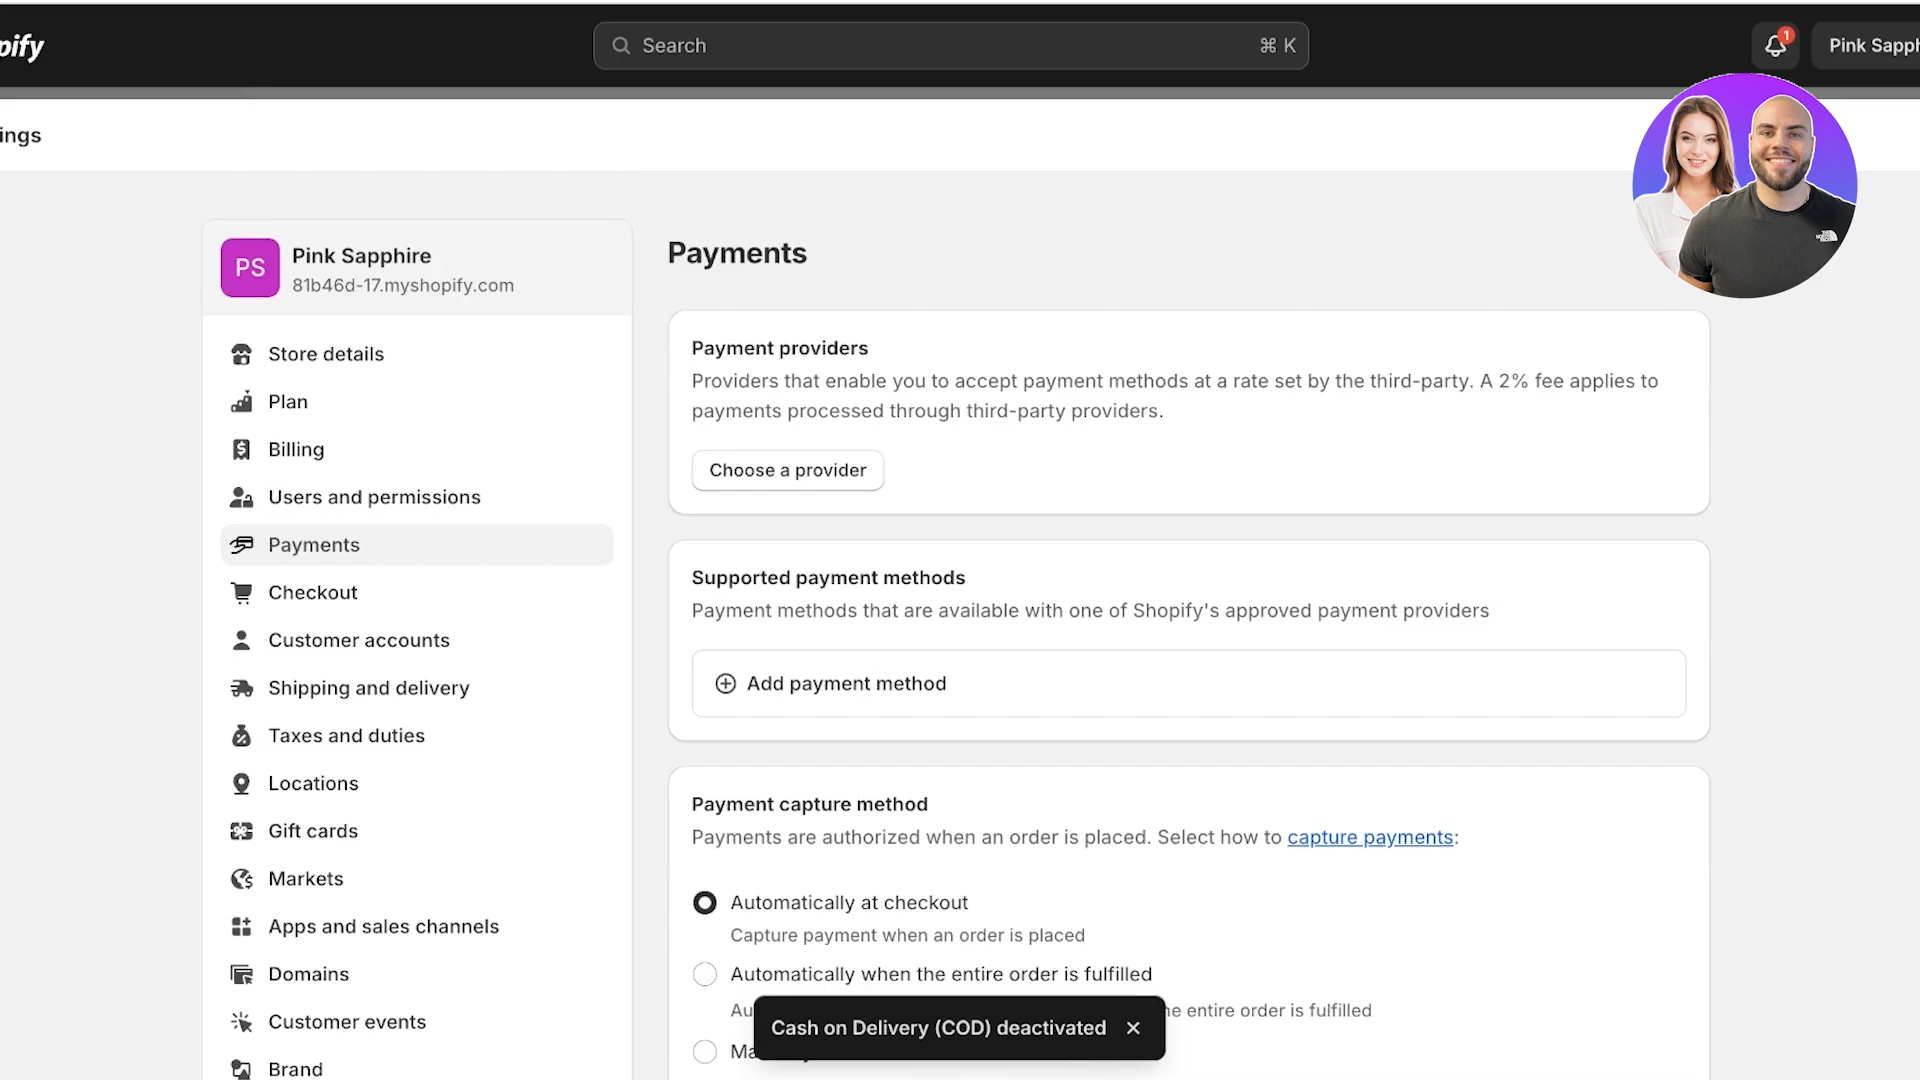 pify
Search
⌘ K
1
Pink Sapph
ings
PS
Pink Sapphire
81b46d-17.myshopify.com
Store details
Plan
Billing
Users and permissions
Payments
Checkout
Customer accounts
Shipping and delivery
Taxes and duties
Locations
Gift cards
Markets
Apps and sales channels
Domains
Customer events
Brand
Payments
Payment providers
Providers that enable you to accept payment methods at a rate set by the third-party. A 2% fee applies to
payments processed through third-party providers.
Choose a provider
Supported payment methods
Payment methods that are available with one of Shopify's approved payment providers
Add payment method
Payment capture method
Payments are authorized when an order is placed. Select how to capture payments:
Automatically at checkout
Capture payment when an order is placed
Automatically when the entire order is fulfilled
Au
he entire order is fulfilled
Cash on Delivery (COD) deactivated
Ma